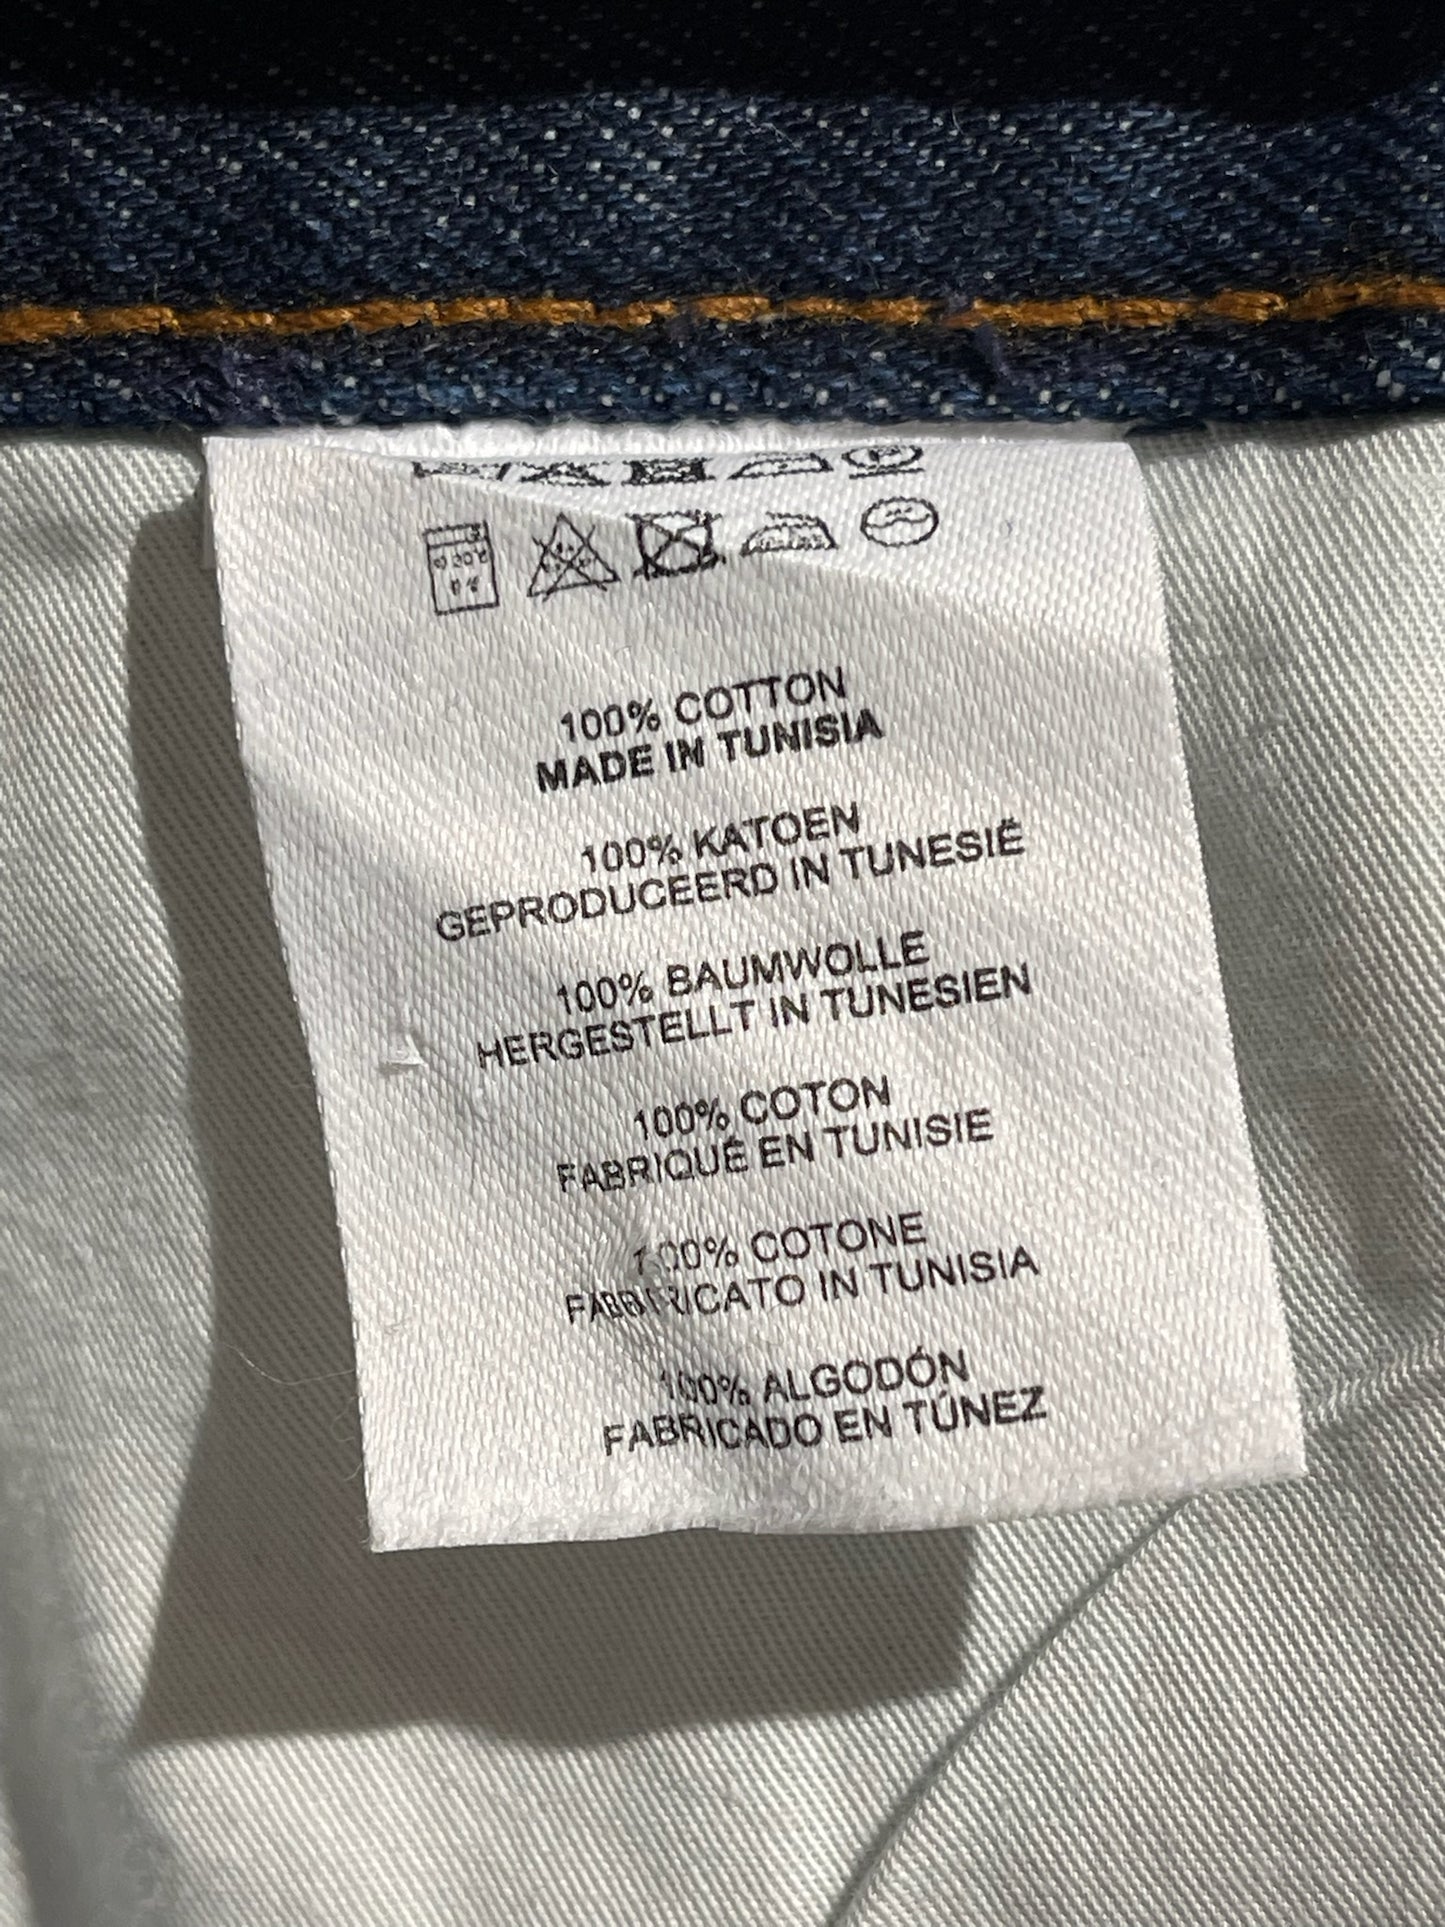 100% COTTON
MADE IN TUNISIA
100% KATOEN
GEPRODUCEERD IN TUNESIË
100% BAUMWOLLE
HERGESTELLT IN TUNESIEN
100% COTON
FABRIQUÉ EN TUNISIE
100% COTONE
FABBRICATO IN TUNISIA
100% ALGODÓN
FABRICADO EN TÚNEZ